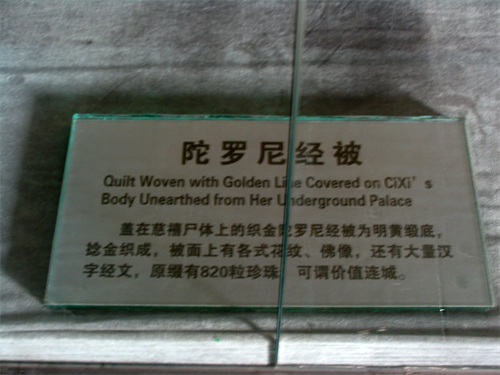 陀罗尼经被
Quilt Woven with Golden Line Covered on CiXi's
Body Unearthed from Her Underground Palace
盖在慈禧尸体上的织金陀罗尼经被为明黄缎底,
捻金织成,被面上有各式花纹、佛像,还有大量汉
字经文,原缀有820粒珍珠,可谓价值连城。